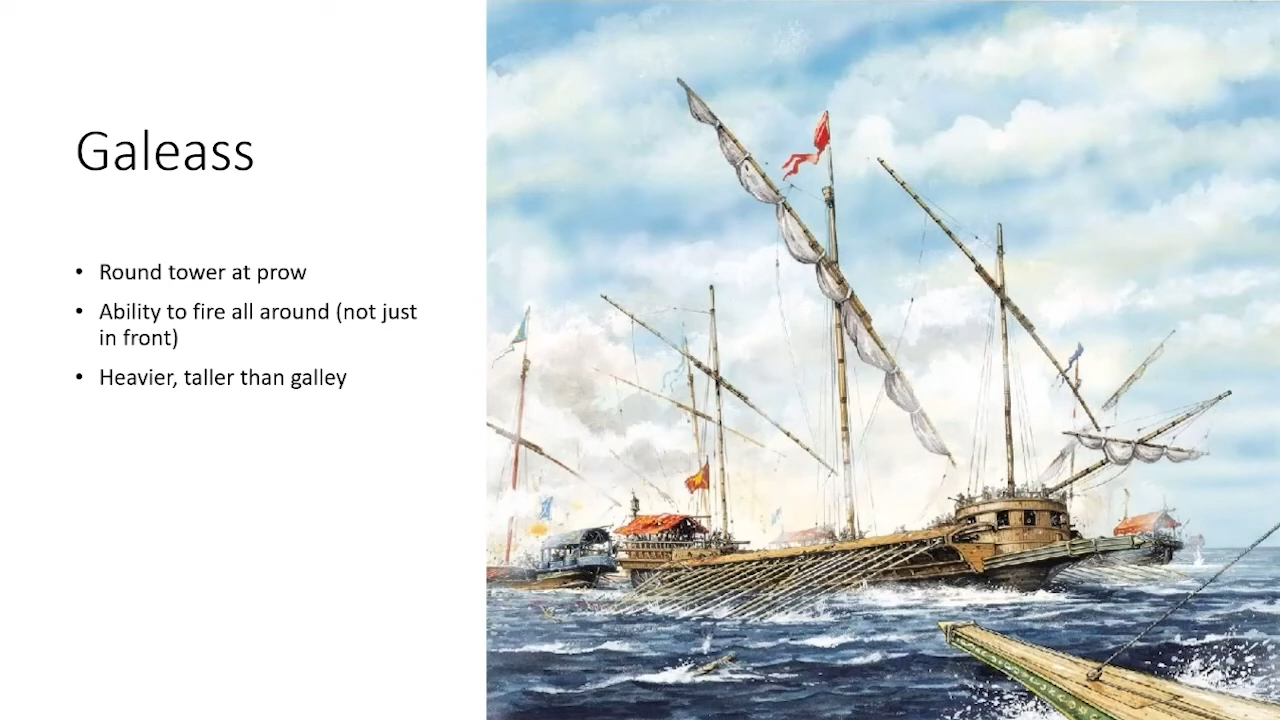 Galeass
• Round tower at prow
• Ability to fire all around (not just
in front)
• Heavier, taller than galley